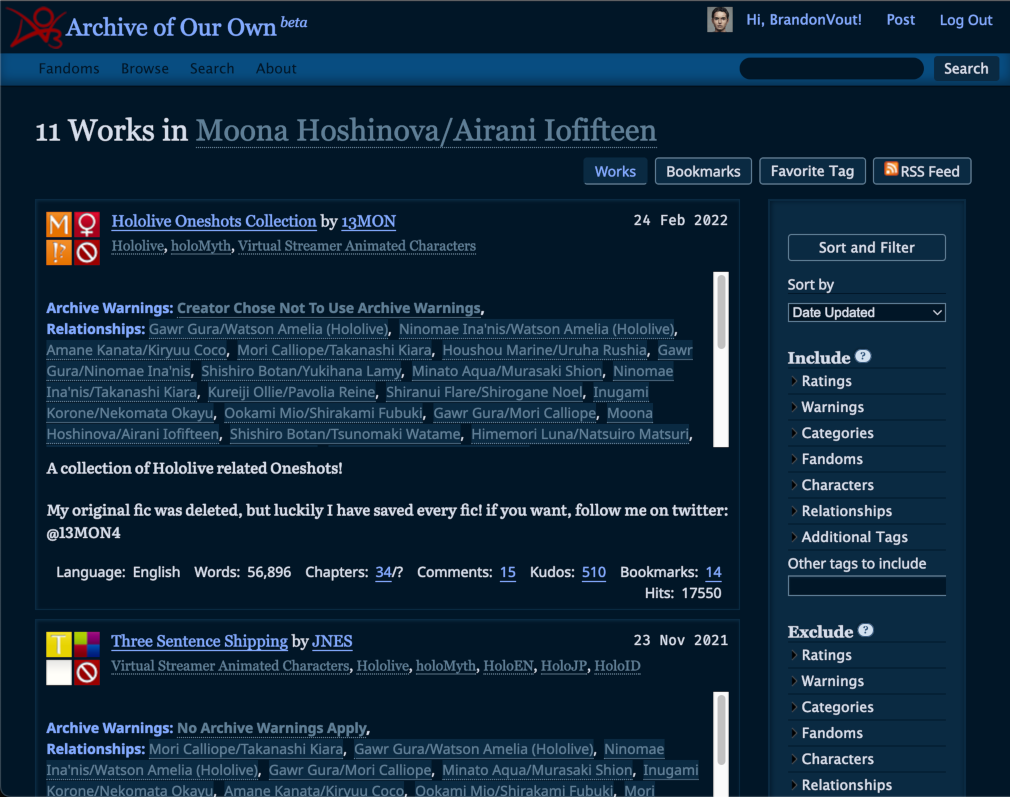 Archive of Our Own beta
Hi, BrandonVout! Post Log Out
Fandoms Browse Search About
Search
11 Works in Moona Hoshinova/Airani Iofifteen
Works Bookmarks Favorite Tag RSS Feed
M
!?
Hololive Oneshots Collection by 13MON
24 Feb 2022
Hololive, holoMyth, Virtual Streamer Animated Characters
Archive Warnings: Creator Chose Not To Use Archive Warnings,
Relationships: Gawr Gura/Watson Amelia (Hololive), Ninomae Ina'nis/Watson Amelia (Hololive),
Amane Kanata/Kiryuu Coco, Mori Calliope/Takanashi Kiara, Houshou Marine/Uruha Rushia, Gawr
Gura/Ninomae Ina'nis, Shishiro Botan/Yukihana Lamy, Minato Aqua/Murasaki Shion, Ninomae
Ina'nis/Takanashi Kiara, Kureiji Ollie/Pavolia Reine, Shiranui Flare/Shirogane Noel, Inugami
Korone/Nekomata Okayu, Ookami Mio/Shirakami Fubuki, Gawr Gura/Mori Calliope, Moona
Hoshinova/Airani Iofifteen, Shishiro Botan/Tsunomaki Watame, Himemori Luna/Natsuiro Matsuri,
A collection of Hololive related Oneshots!
My original fic was deleted, but luckily I have saved every fic! if you want, follow me on twitter:
@13MON4
Language: English Words: 56,896 Chapters: 34/? Comments: 15 Kudos: 510 Bookmarks: 14
Hits: 17550
T
Three Sentence Shipping by JNES
23 Nov 2021
Virtual Streamer Animated Characters, Hololive, holoMyth, HoloEN, HoloJP, HoloID
Archive Warnings: No Archive Warnings Apply,
Relationships: Mori Calliope/Takanashi Kiara, Gawr Gura/Watson Amelia (Hololive), Ninomae
Ina'nis/Watson Amelia (Hololive), Gawr Gura/Mori Calliope, Minato Aqua/Murasaki Shion, Inugami
Korone/Nekomata Okayu, Amane Kanata/Kiryuu Coco, Ookami Mio/Shirakami Fubuki, Mori
Sort and Filter
Sort by
Date Updated
Include ?
Ratings
Warnings
Categories
Fandoms
Characters
Relationships
Additional Tags
Other tags to include
Exclude ?
Ratings
Warnings
Categories
Fandoms
Characters
Relationships